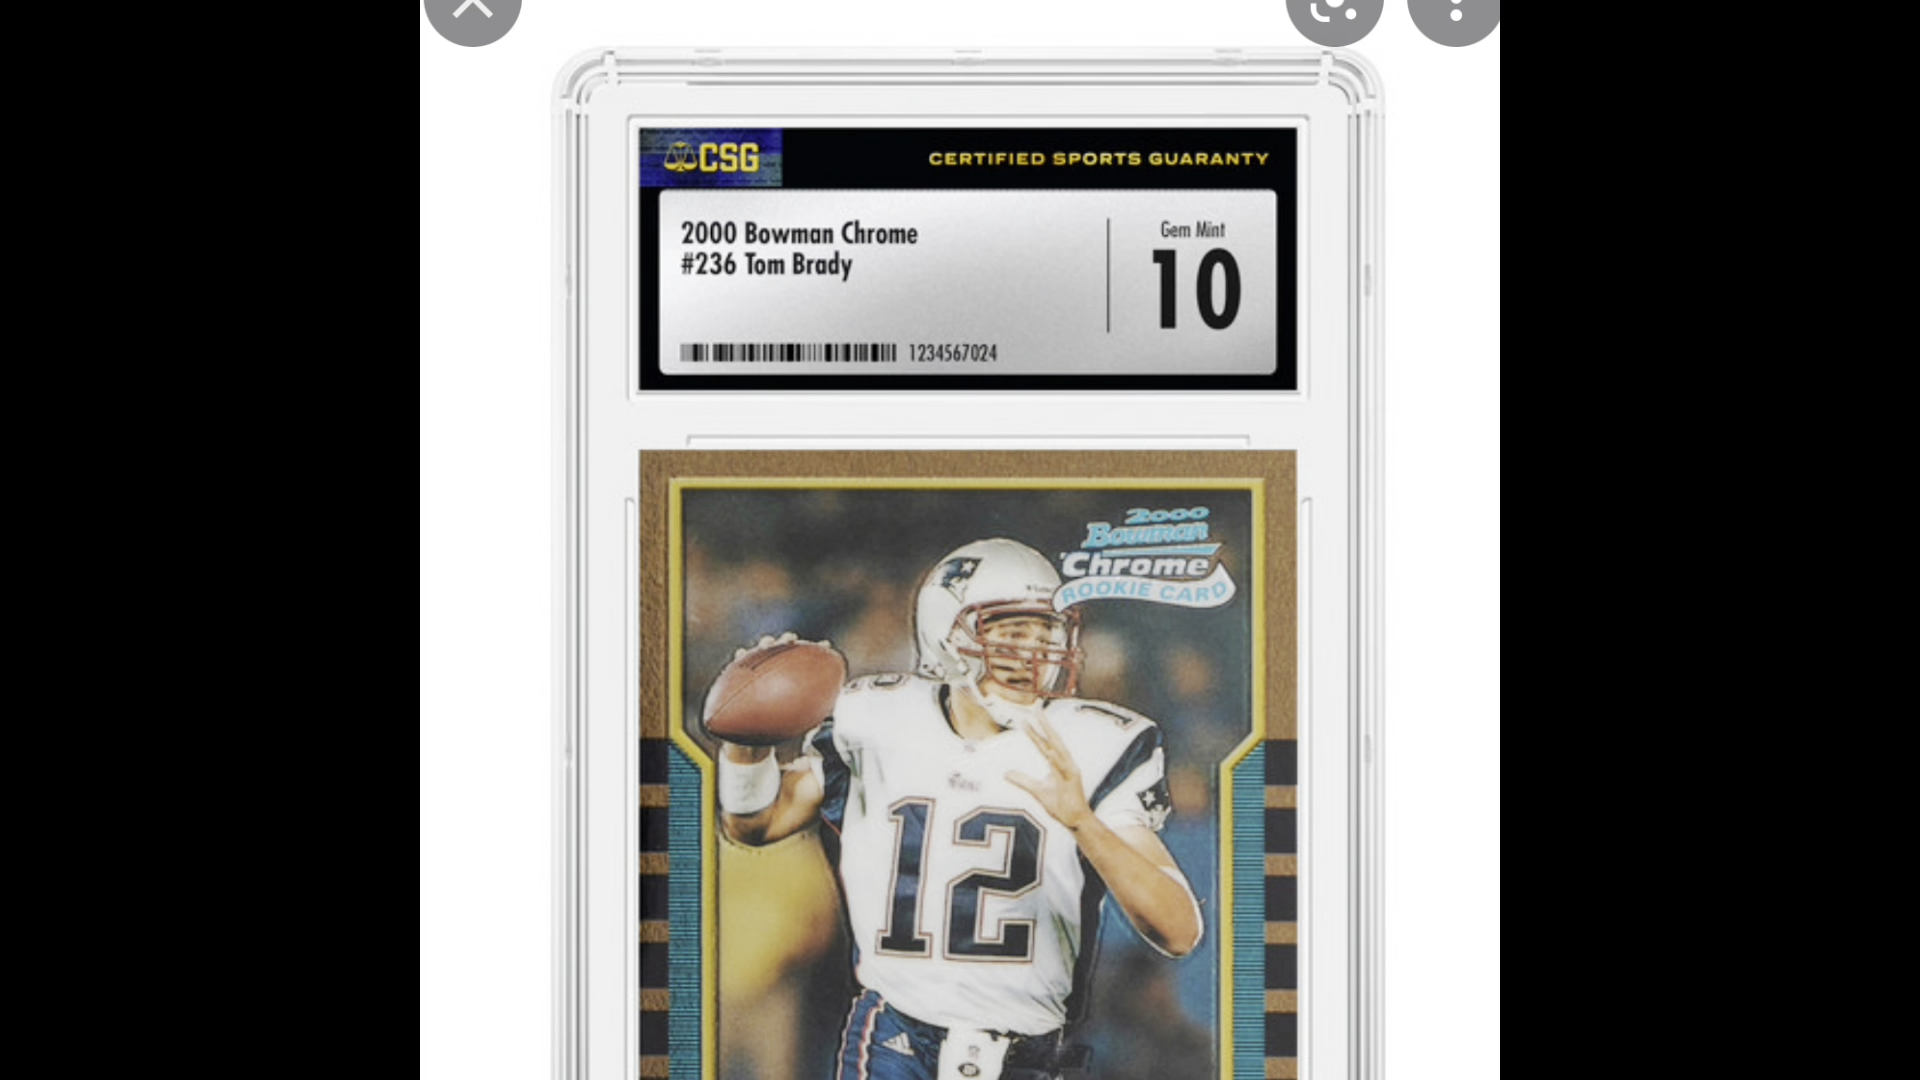 CSG
CERTIFIED SPORTS GUARANTY
2000 Bowman Chrome
#236 Tom Brady
Gem Mint
10
1234567024
2000
Bowman
Chrome
ROOKIE CARD
12